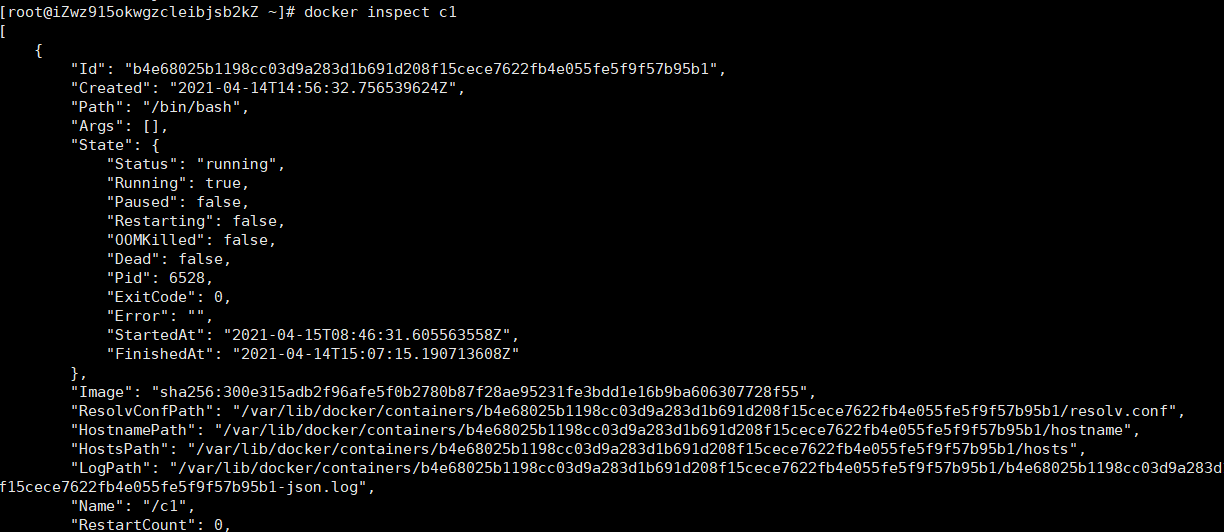 [root@iZwz915okwgzcleibjsb2kZ ~]# docker inspect c1
[
    {
        "Id": "b4e68025b1198cc03d9a283d1b691d208f15cece7622fb4e055fe5f9f57b95b1",
        "Created": "2021-04-14T14:56:32.756539624Z",
        "Path": "/bin/bash",
        "Args": [],
        "State": {
            "Status": "running",
            "Running": true,
            "Paused": false,
            "Restarting": false,
            "OOMKilled": false,
            "Dead": false,
            "Pid": 6528,
            "ExitCode": 0,
            "Error": "",
            "StartedAt": "2021-04-15T08:46:31.605563558Z",
            "FinishedAt": "2021-04-14T15:07:15.190713608Z"
        },
        "Image": "sha256:300e315adb2f96afe5f0b2780b87f28ae95231fe3bdd1e16b9ba606307728f55",
        "ResolvConfPath": "/var/lib/docker/containers/b4e68025b1198cc03d9a283d1b691d208f15cece7622fb4e055fe5f9f57b95b1/resolv.conf",
        "HostnamePath": "/var/lib/docker/containers/b4e68025b1198cc03d9a283d1b691d208f15cece7622fb4e055fe5f9f57b95b1/hostname",
        "HostsPath": "/var/lib/docker/containers/b4e68025b1198cc03d9a283d1b691d208f15cece7622fb4e055fe5f9f57b95b1/hosts",
        "LogPath": "/var/lib/docker/containers/b4e68025b1198cc03d9a283d1b691d208f15cece7622fb4e055fe5f9f57b95b1/b4e68025b1198cc03d9a283d
f15cece7622fb4e055fe5f9f57b95b1-json.log",
        "Name": "/c1",
        "RestartCount": 0,